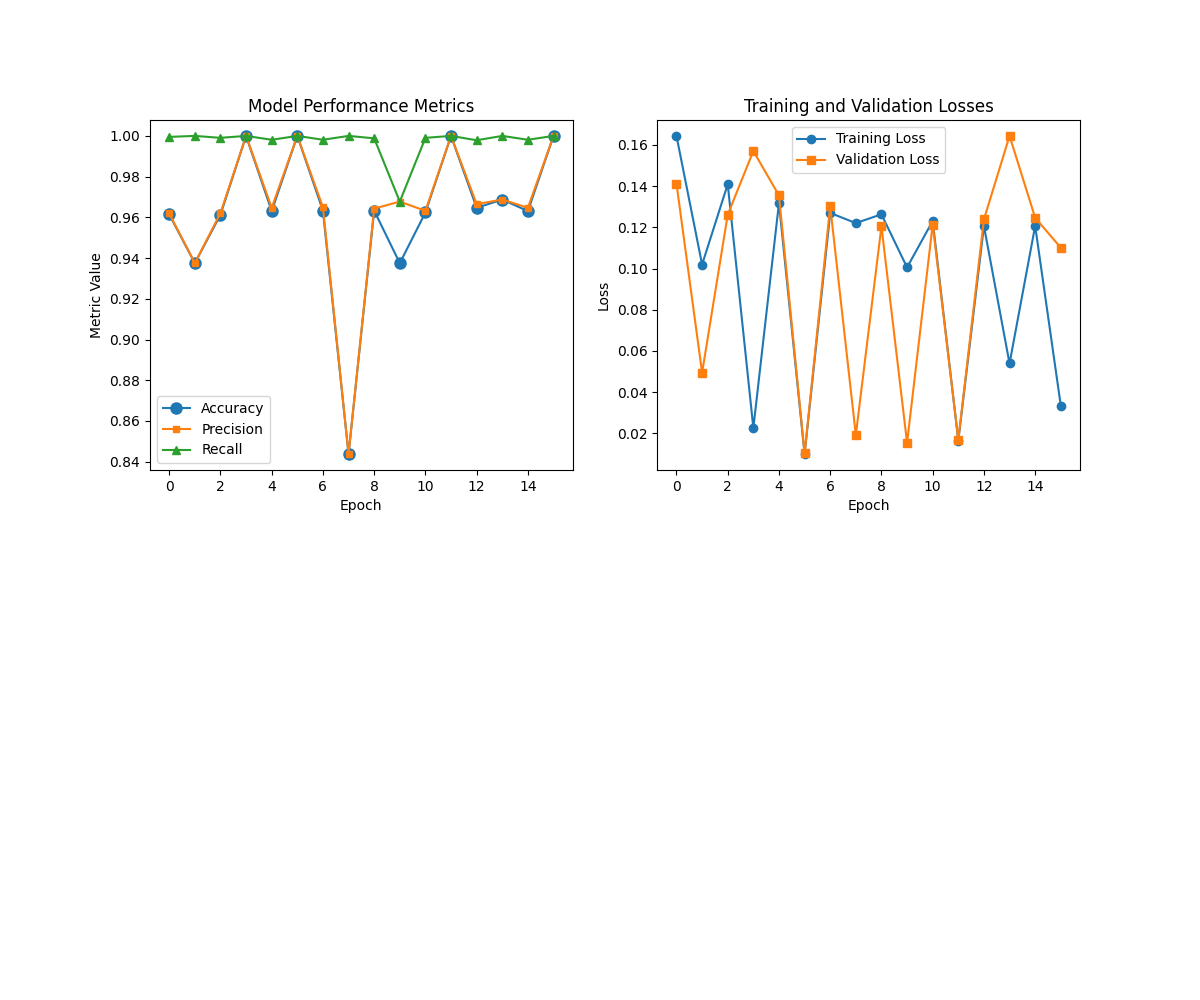 Model Performance Metrics
Metric Value
1.00
0.98
0.96
0.94
0.92
0.90
0.88
0.86
0.84
Accuracy
Precision
Recall
0 2 4 6 8 10 12 14
Epoch
Training and Validation Losses
Loss
0.16
0.14
0.12
0.10
0.08
0.06
0.04
0.02
Training Loss
Validation Loss
0 2 4 6 8 10 12 14
Epoch